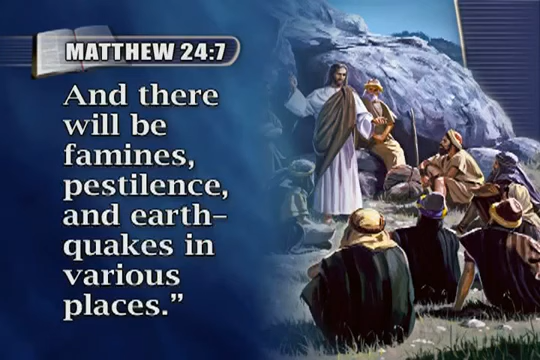 MATTHEW 24:7
And there
will be
famines,
pestilence,
and earth–
quakes in
various
places.”